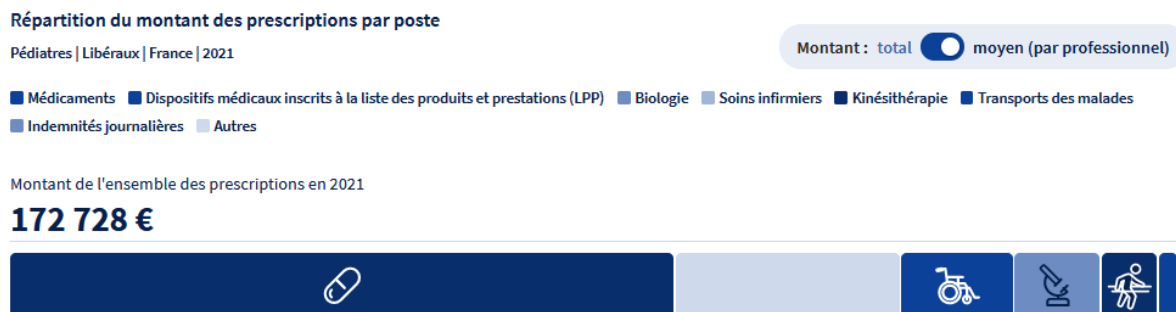 Répartition du montant des prescriptions par poste
Pédiatres | Libéraux | France | 2021
Montant : total moyen (par professionnel)
Médicaments Dispositifs médicaux inscrits à la liste des produits et prestations (LPP) Biologie Soins infirmiers Kinésithérapie Transports des malades
Indemnités journalières Autres
Montant de l'ensemble des prescriptions en 2021
172 728 €